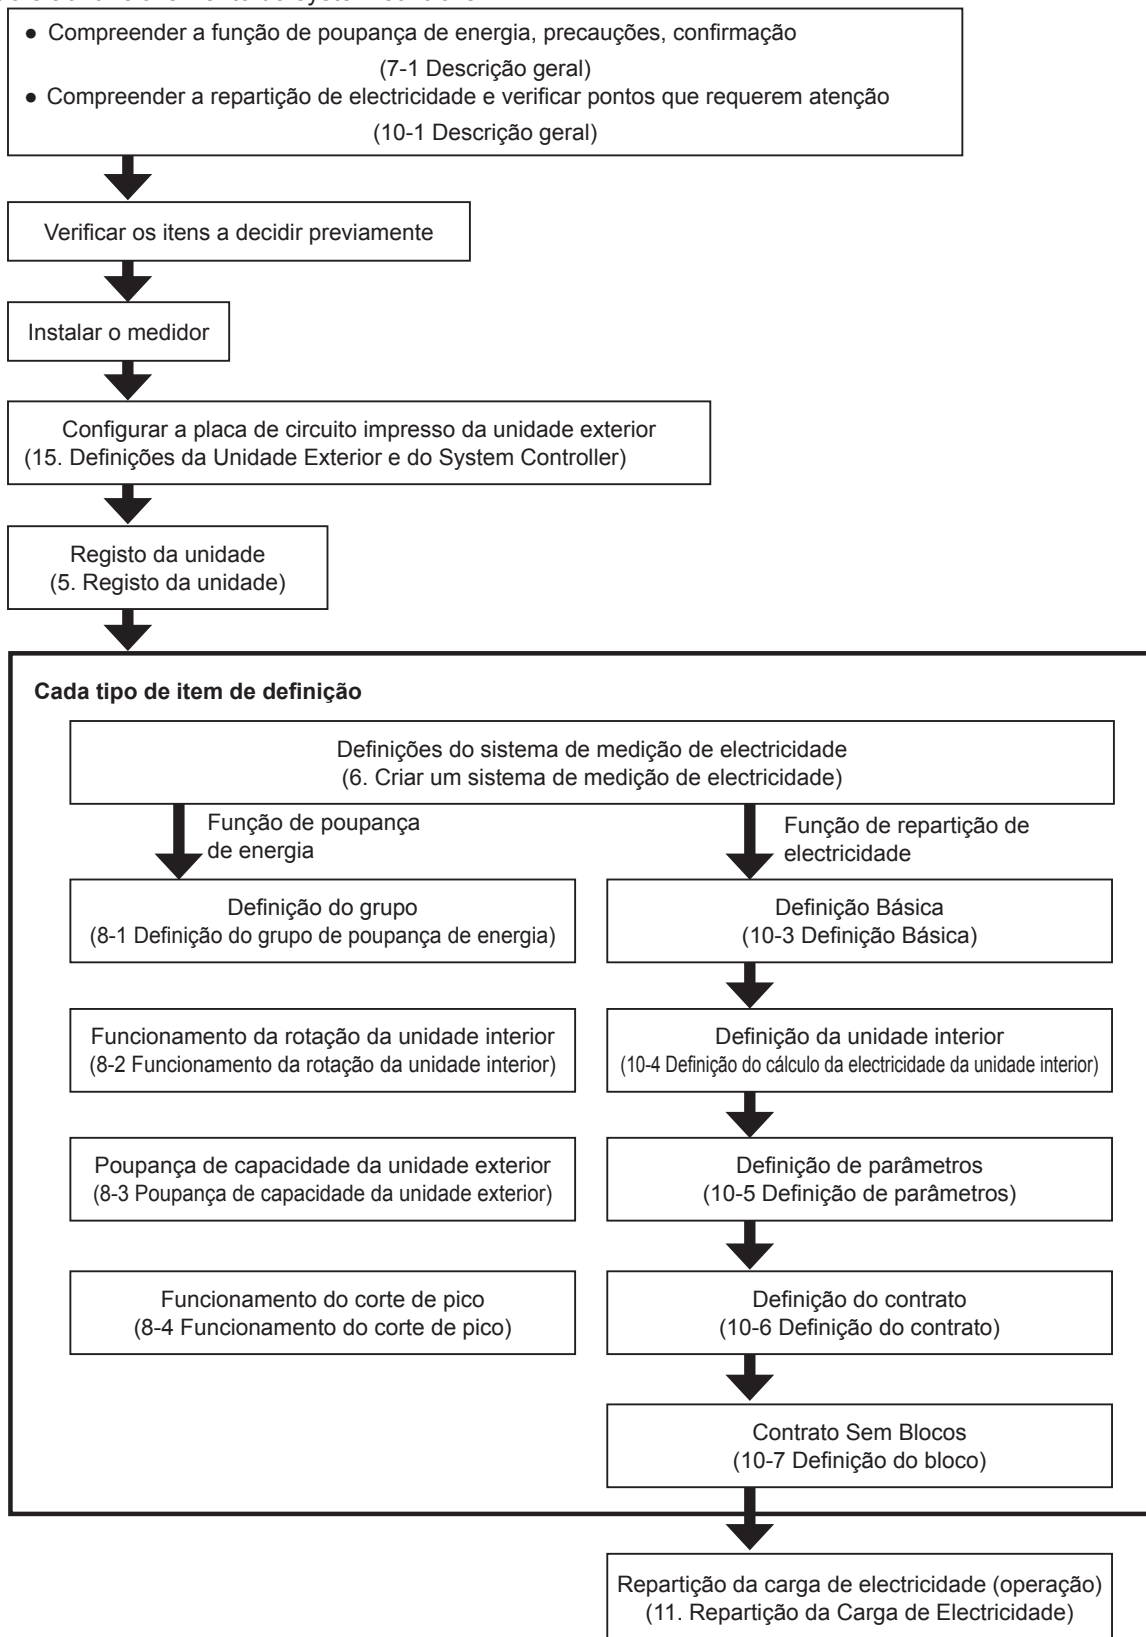 ● Compreender a função de poupança de energia, precauções, confirmação
(7-1 Descrição geral)
● Compreender a repartição de electricidade e verificar pontos que requerem atenção
(10-1 Descrição geral)
Verificar os itens a decidir previamente
Instalar o medidor
Configurar a placa de circuito impresso da unidade exterior
(15. Definições da Unidade Exterior e do System Controller)
Registo da unidade
(5. Registo da unidade)
Cada tipo de item de definição
Definições do sistema de medição de electricidade
(6. Criar um sistema de medição de electricidade)
Função de poupança
de energia
Função de repartição de
electricidade
Definição do grupo
(8-1 Definição do grupo de poupança de energia)
Funcionamento da rotação da unidade interior
(8-2 Funcionamento da rotação da unidade interior)
Poupança de capacidade da unidade exterior
(8-3 Poupança de capacidade da unidade exterior)
Funcionamento do corte de pico
(8-4 Funcionamento do corte de pico)
Definição Básica
(10-3 Definição Básica)
Definição da unidade interior
(10-4 Definição do cálculo da electricidade da unidade interior)
Definição de parâmetros
(10-5 Definição de parâmetros)
Definição do contrato
(10-6 Definição do contrato)
Contrato Sem Blocos
(10-7 Definição do bloco)
Repartição da carga de electricidade (operação)
(11. Repartição da Carga de Electricidade)